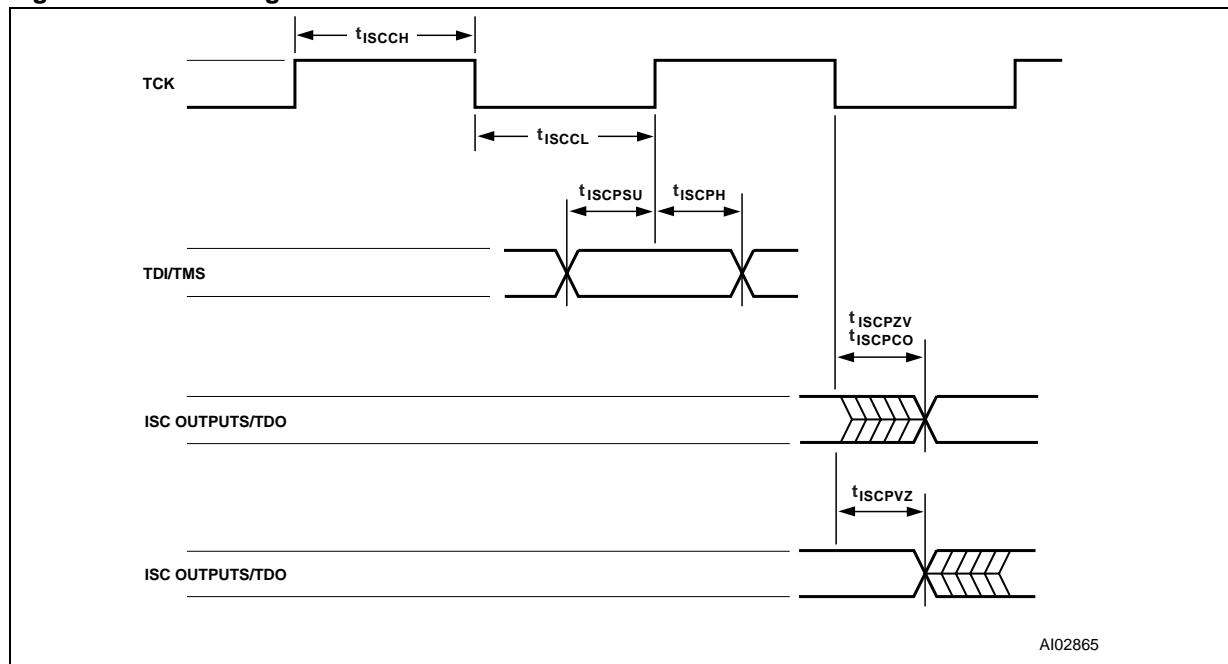 tISCCH
TCK
tISCCL
tISCPSU
tISCPH
TDI/TMS
tISCPZV
tISCPCO
ISC OUTPUTS/TDO
tISCPVZ
ISC OUTPUTS/TDO
AI02865